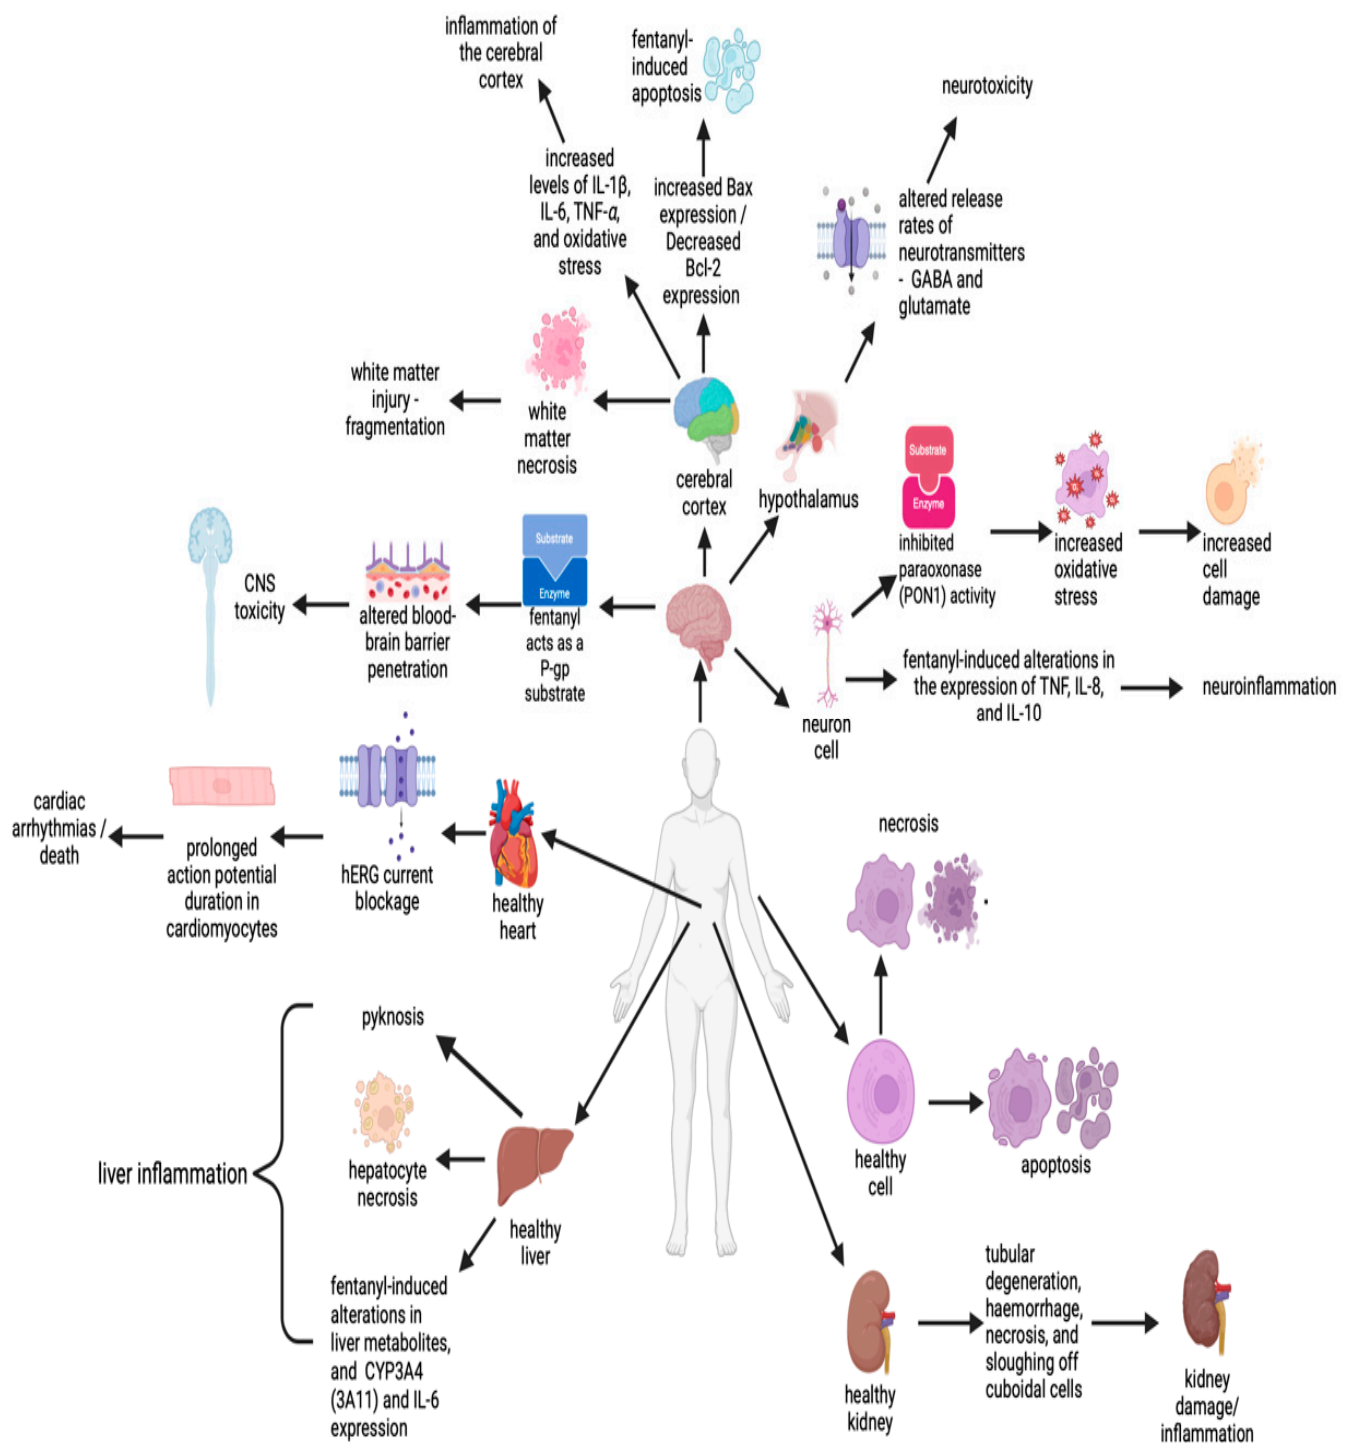 inflammation of
the cerebral
cortex
fentanyl-
induced
apoptosis
neurotoxicity
increased
levels of IL-1β,
IL-6, TNF-α,
and oxidative
stress
increased Bax
expression /
Decreased
Bcl-2
expression
altered release
rates of
neurotransmitters
- GABA and
glutamate
white matter
injury -
fragmentation
white
matter
necrosis
cerebral
cortex
hypothalamus
Substrate
Enzyme
inhibited
paraoxonase
(PON1) activity
increased
oxidative
stress
increased
cell
damage
CNS
toxicity
altered blood-
brain barrier
penetration
Substrate
Enzyme
fentanyl
acts as a
P-gp
substrate
neuron
cell
fentanyl-induced alterations in
the expression of TNF, IL-8,
and IL-10
neuroinflammation
cardiac
arrhythmias /
death
prolonged
action potential
duration in
cardiomyocytes
hERG current
blockage
healthy
heart
necrosis
healthy
cell
apoptosis
liver inflammation
pyknosis
hepatocyte
necrosis
healthy
liver
fentanyl-induced
alterations in
liver metabolites,
and CYP3A4
(3A11) and IL-6
expression
healthy
kidney
tubular
degeneration,
haemorrhage,
necrosis, and
sloughing off
cuboidal cells
kidney
damage/
inflammation